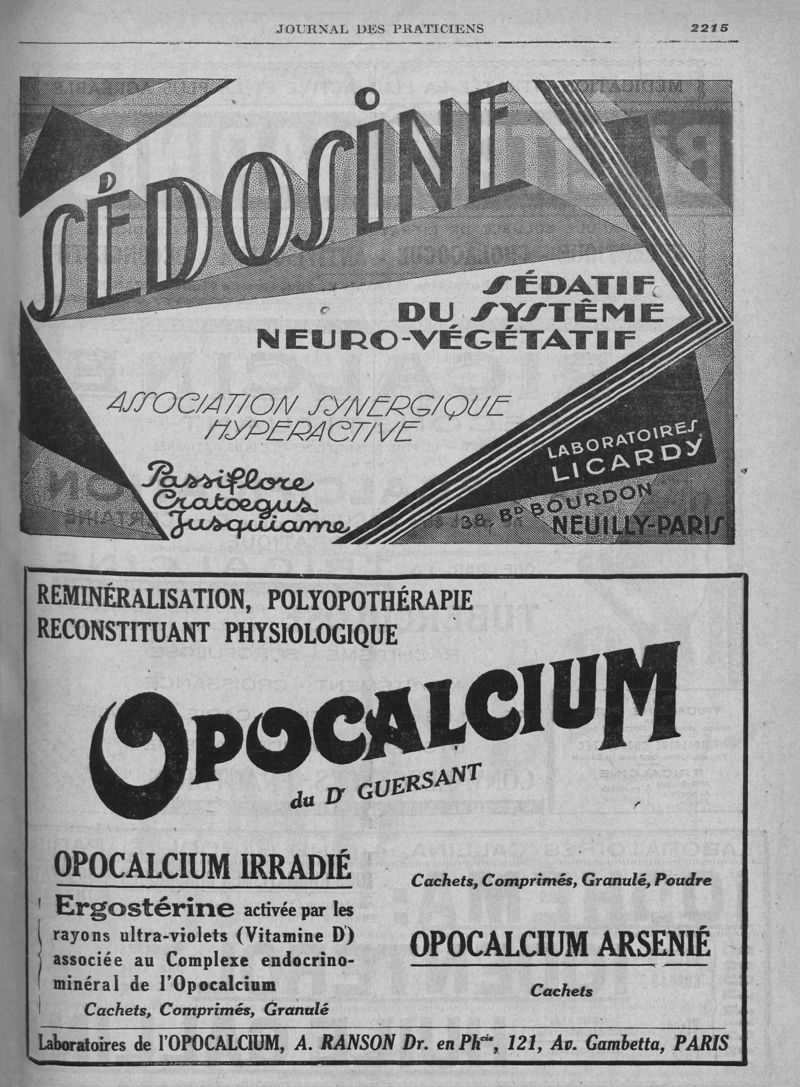 JOURNAL DES PRATICIENS
2215
SÉDOSINE
SÉDATIF
DU SYSTÊME
NEURO-VÉGÉTATIF
ASSOCIATION SYNERGIQUE
HYPERACTIVE
Passiflore
Cratœgus
Jusquiame
LABORATOIRES
LICARDY
38, BD BOURDON
NEUILLY-PARIS
REMINÉRALISATION, POLYOPOTHÉRAPIE
RECONSTITUANT PHYSIOLOGIQUE
OPOCALCIUM
du Dr GUERSANT
OPOCALCIUM IRRADIÉ
Ergostérine activée par les
rayons ultra-violets (Vitamine D)
associée au Complexe endocrino-
minéral de l'Opocalcium
Cachets, Comprimés, Granulé
Cachets, Comprimés, Granulé, Poudre
OPOCALCIUM ARSENIÉ
Cachets
Laboratoires de l'OPOCALCIUM, A. RANSON Dr. en Phcie, 121, Av. Gambetta, PARIS